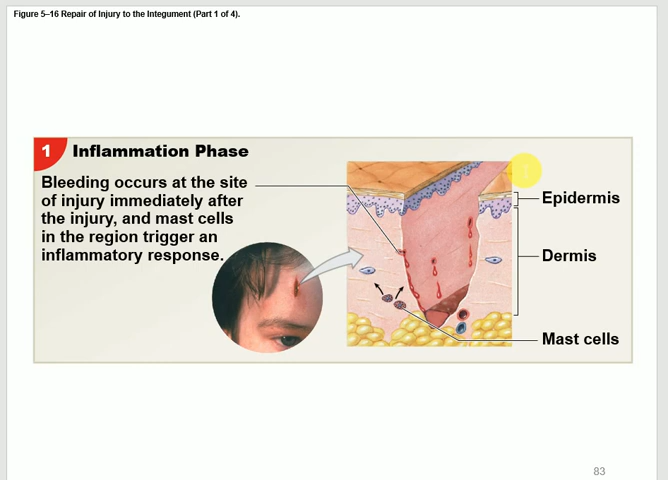 Figure 5–16 Repair of Injury to the Integument (Part 1 of 4).
1 Inflammation Phase
Bleeding occurs at the site
of injury immediately after
the injury, and mast cells
in the region trigger an
inflammatory response.
Epidermis
Dermis
Mast cells
83